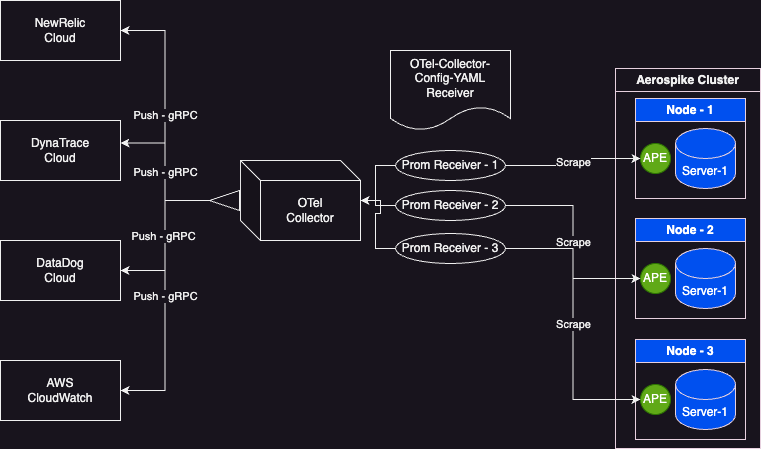 NewRelic
Cloud
Push - gRPC
DynaTrace
Cloud
Push - gRPC
Push - gRPC
DataDog
Cloud
Push - gRPC
AWS
CloudWatch
OTel
Collector
OTel-Collector-
Config-YAML
Receiver
Prom Receiver - 1
Prom Receiver - 2
Prom Receiver - 3
Scrape
Scrape
Scrape
Aerospike Cluster
Node - 1
APE
Server-1
Node - 2
APE
Server-1
Node - 3
APE
Server-1